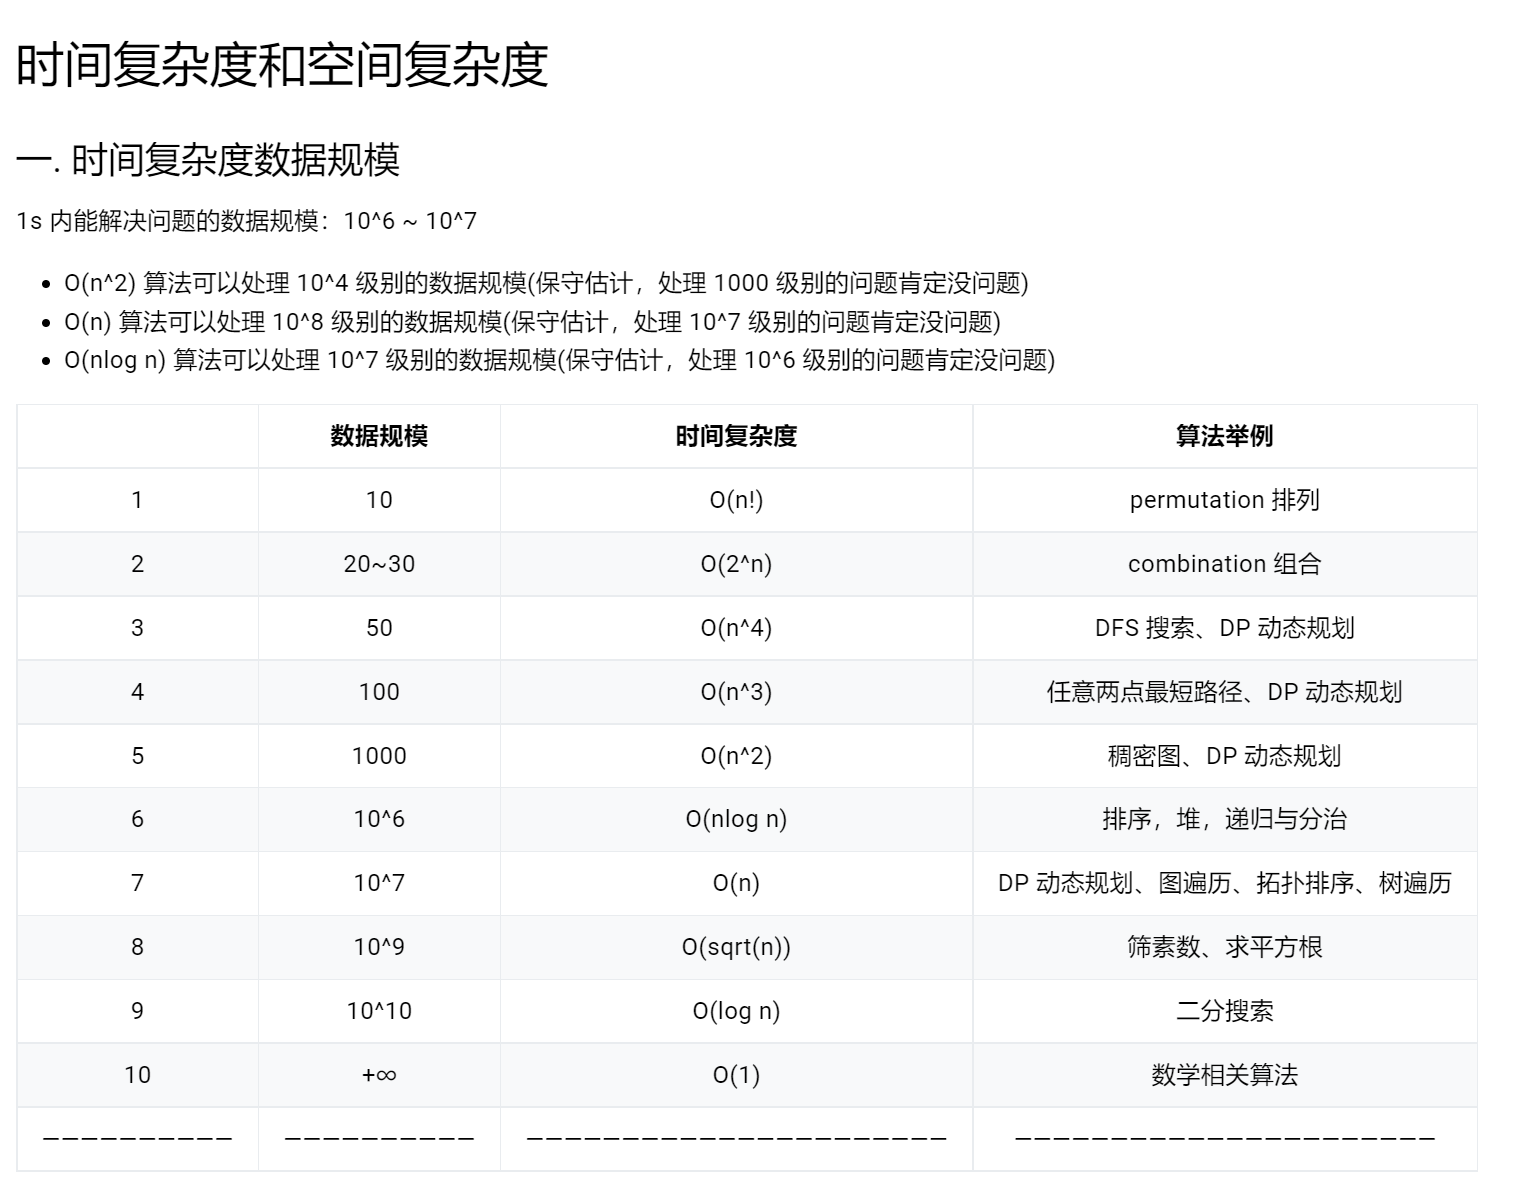 时间复杂度和空间复杂度
一. 时间复杂度数据规模
1s 内能解决问题的数据规模：10^6 ~ 10^7
• O(n^2) 算法可以处理 10^4 级别的数据规模(保守估计，处理 1000 级别的问题肯定没问题)
• O(n) 算法可以处理 10^8 级别的数据规模(保守估计，处理 10^7 级别的问题肯定没问题)
• O(nlog n) 算法可以处理 10^7 级别的数据规模(保守估计，处理 10^6 级别的问题肯定没问题)
数据规模 时间复杂度 算法举例
1 10 O(n!) permutation 排列
2 20~30 O(2^n) combination 组合
3 50 O(n^4) DFS 搜索、DP 动态规划
4 100 O(n^3) 任意两点最短路径、DP 动态规划
5 1000 O(n^2) 稠密图、DP 动态规划
6 10^6 O(nlog n) 排序，堆，递归与分治
7 10^7 O(n) DP 动态规划、图遍历、拓扑排序、树遍历
8 10^9 O(sqrt(n)) 筛素数、求平方根
9 10^10 O(log n) 二分搜索
10 +∞ O(1) 数学相关算法
—————————— —————————— —————————————————————— ——————————————————————